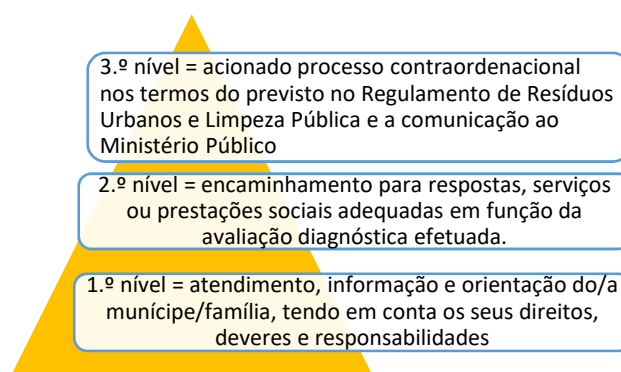 3.º nível = acionado processo contraordenacional
nos termos do previsto no Regulamento de Resíduos
Urbanos e Limpeza Pública e a comunicação ao
Ministério Público
2.º nível = encaminhamento para respostas, serviços
ou prestações sociais adequadas em função da
avaliação diagnóstica efetuada.
1.º nível = atendimento, informação e orientação do/a
munícipe/família, tendo em conta os seus direitos,
deveres e responsabilidades